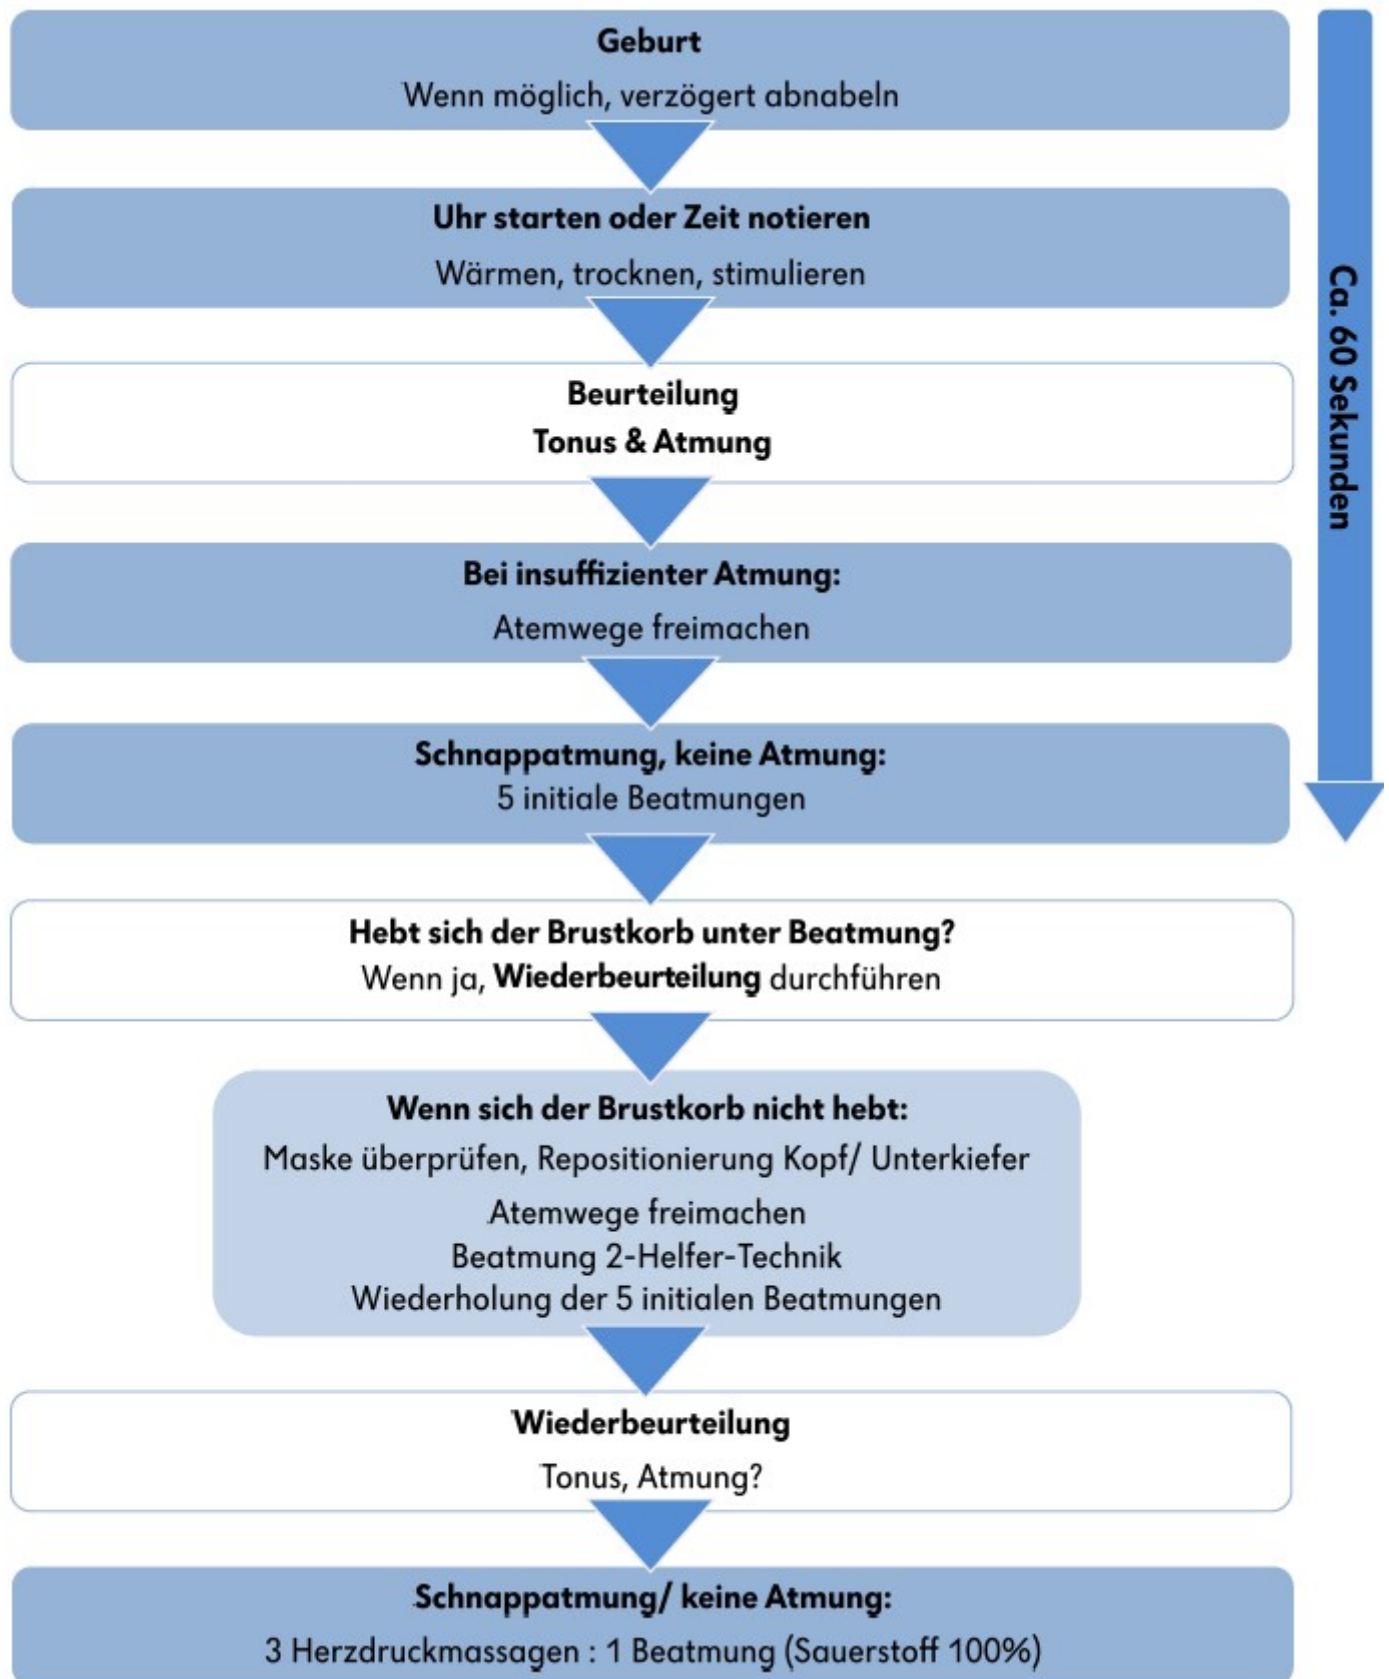 Geburt
Wenn möglich, verzögert abnabeln
Uhr starten oder Zeit notieren
Wärmen, trocknen, stimulieren
Beurteilung
Tonus & Atmung
Bei insuffizienter Atmung:
Atemwege freimachen
Schnappatmung, keine Atmung:
5 initiale Beatmungen
Ca. 60 Sekunden
Hebt sich der Brustkorb unter Beatmung?
Wenn ja, Wiederbeurteilung durchführen
Wenn sich der Brustkorb nicht hebt:
Maske überprüfen, Repositionierung Kopf/ Unterkiefer
Atemwege freimachen
Beatmung 2-Helfer-Technik
Wiederholung der 5 initialen Beatmungen
Wiederbeurteilung
Tonus, Atmung?
Schnappatmung/ keine Atmung:
3 Herzdruckmassagen : 1 Beatmung (Sauerstoff 100%)